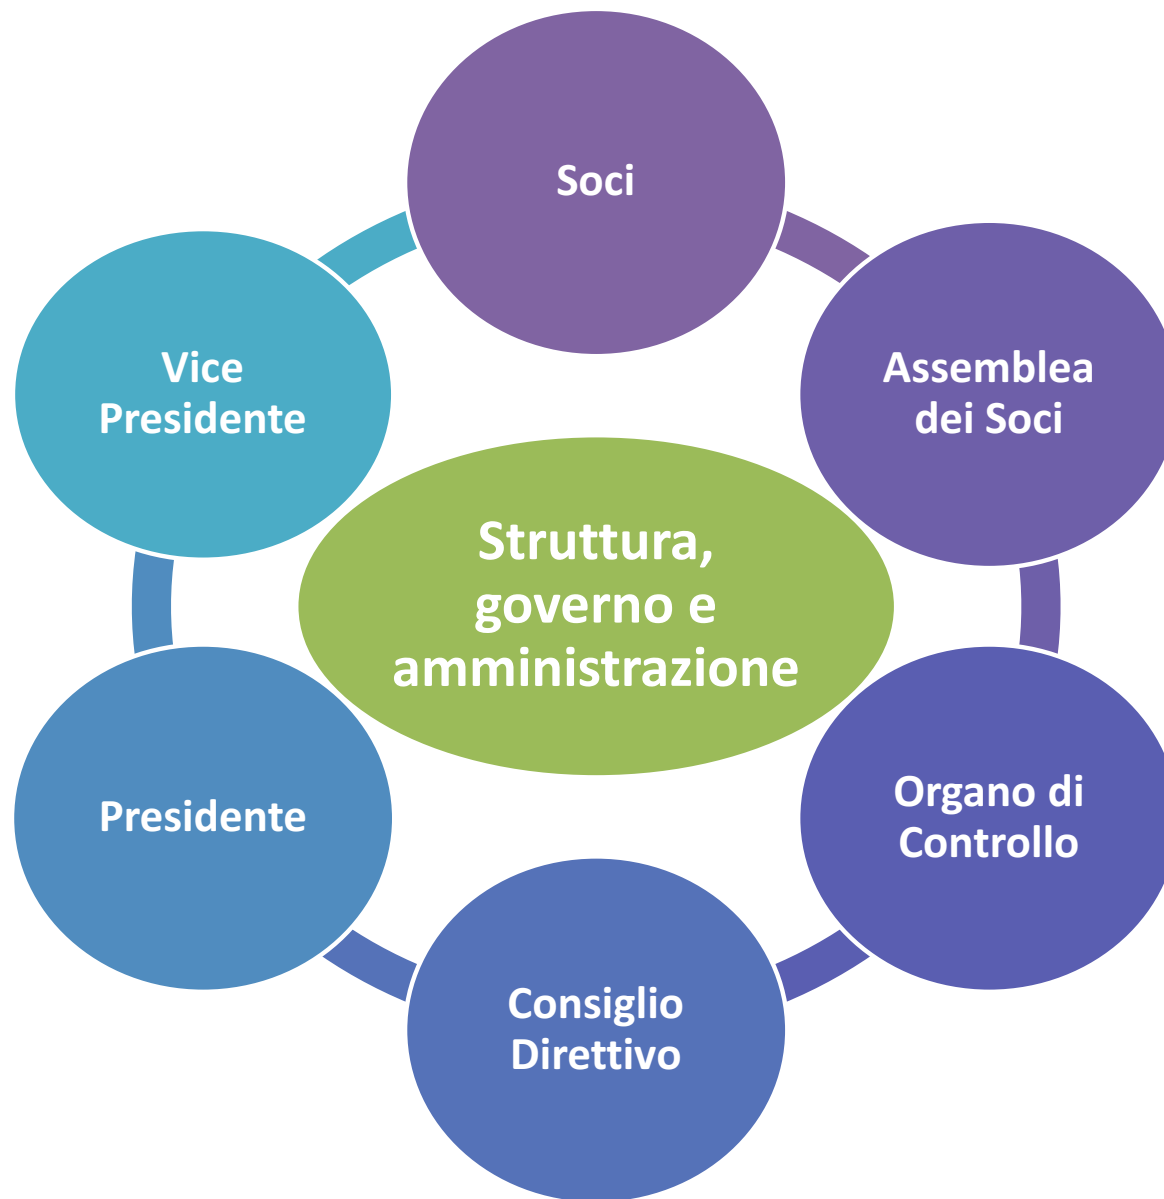 Soci
Assemblea
dei Soci
Organo di
Controllo
Consiglio
Direttivo
Presidente
Vice
Presidente
Struttura,
governo e
amministrazione